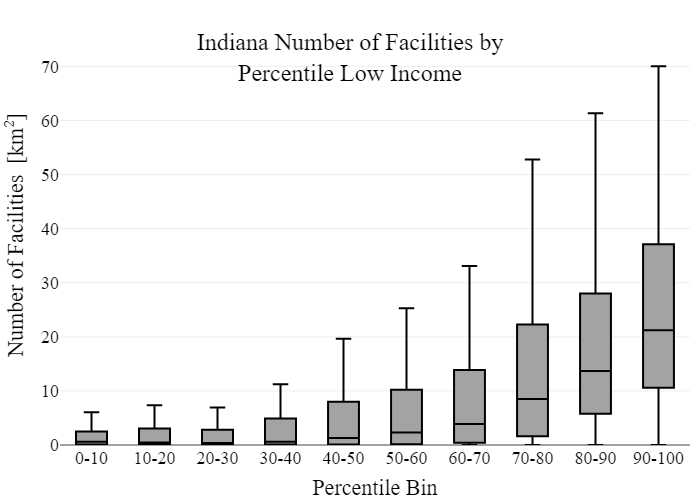 Indiana Number of Facilities by
Percentile Low Income
Number of Facilities [km²]
70
60
50
40
30
20
10
0
0-10 10-20 20-30 30-40 40-50 50-60 60-70 70-80 80-90 90-100
Percentile Bin